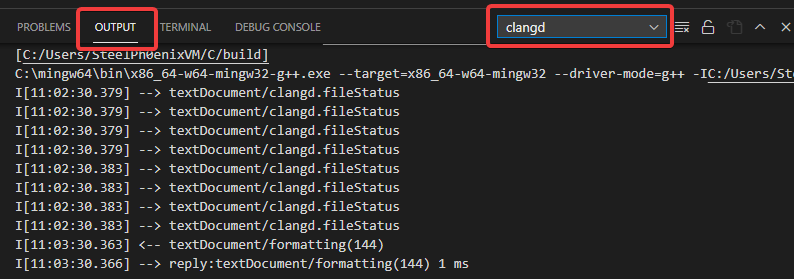 PROBLEMS OUTPUT TERMINAL DEBUG CONSOLE clangd
[C:/Users/SteelPh0enixVM/C/build]
C:\mingw64\bin\x86_64-w64-mingw32-g++.exe --target=x86_64-w64-mingw32 --driver-mode=g++ -IC:/Users/Ste
I[11:02:30.379] --> textDocument/clangd.fileStatus
I[11:02:30.379] --> textDocument/clangd.fileStatus
I[11:02:30.379] --> textDocument/clangd.fileStatus
I[11:02:30.379] --> textDocument/clangd.fileStatus
I[11:02:30.383] --> textDocument/clangd.fileStatus
I[11:02:30.383] --> textDocument/clangd.fileStatus
I[11:02:30.383] --> textDocument/clangd.fileStatus
I[11:02:30.383] --> textDocument/clangd.fileStatus
I[11:03:30.363] <-- textDocument/formatting(144)
I[11:03:30.366] --> reply:textDocument/formatting(144) 1 ms